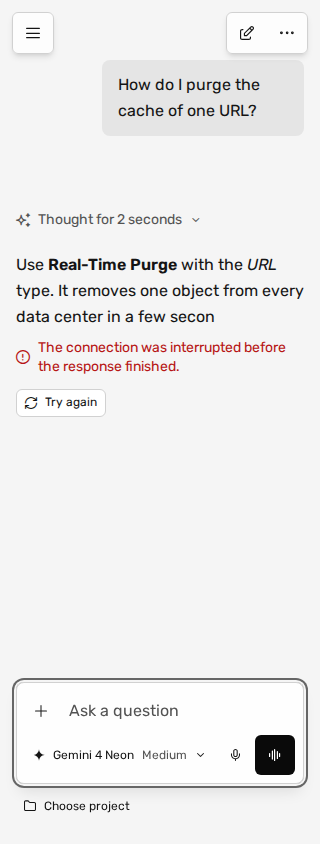 How do I purge the
cache of one URL?
Thought for 2 seconds
Use Real-Time Purge with the URL
type. It removes one object from every
data center in a few secon
The connection was interrupted before
the response finished.
Try again
Ask a question
Gemini 4 Neon Medium
Choose project